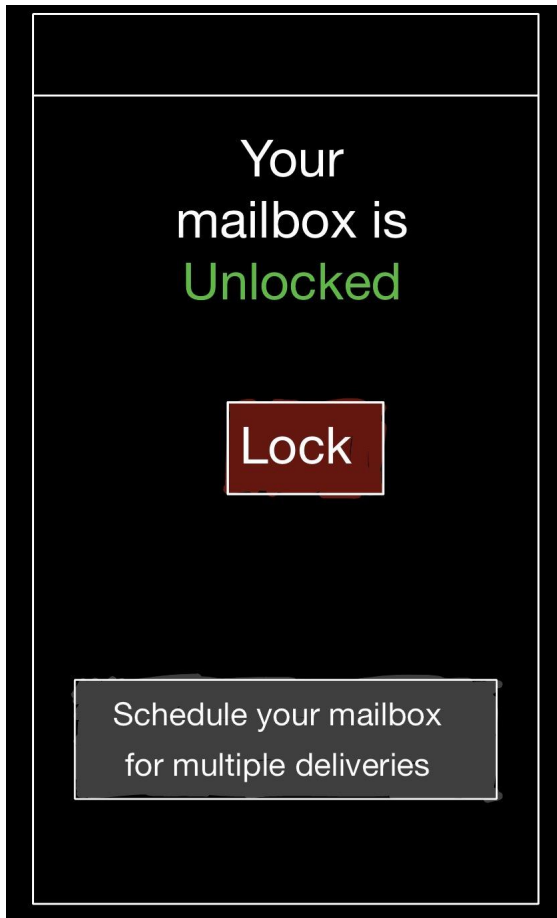 Your
mailbox is
Unlocked
Lock
Schedule your mailbox
for multiple deliveries